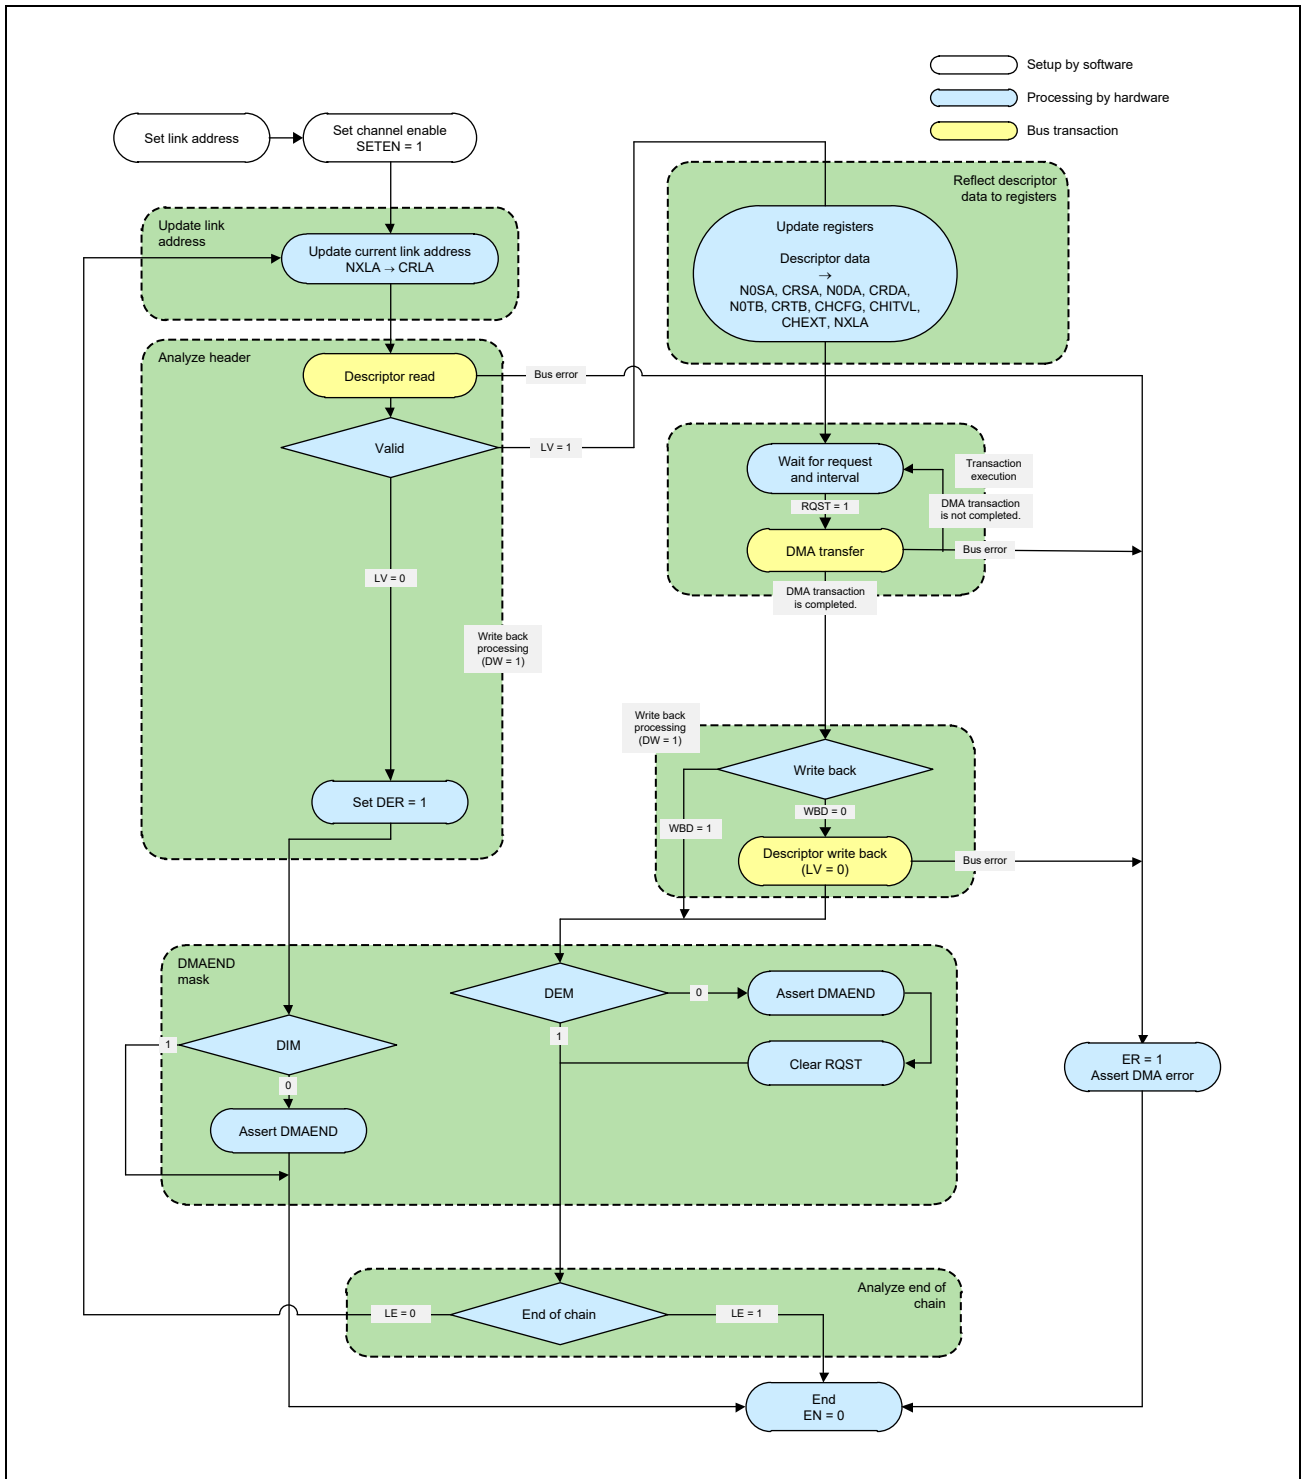 Setup by software
Processing by hardware
Bus transaction
Set link address
Set channel enable
SETEN = 1
Update link
address
Update current link address
NXLA → CRLA
Reflect descriptor
data to registers
Update registers
Descriptor data
→
N0SA, CRSA, N0DA, CRDA,
N0TB, CRTB, CHCFG, CHITVL,
CHEXT, NXLA
Analyze header
Descriptor read
Bus error
Valid
LV = 1
LV = 0
Write back
processing
(DW = 1)
Set DER = 1
Wait for request
and interval
Transaction
execution
RQST = 1
DMA transaction
is not completed.
DMA transfer
Bus error
DMA transaction
is completed.
Write back
processing
(DW = 1)
Write back
WBD = 0
WBD = 1
Descriptor write back
(LV = 0)
Bus error
DMAEND
mask
DEM
0
Assert DMAEND
1
Clear RQST
DIM
1
0
Assert DMAEND
ER = 1
Assert DMA error
Analyze end of
chain
LE = 0
End of chain
LE = 1
End
EN = 0